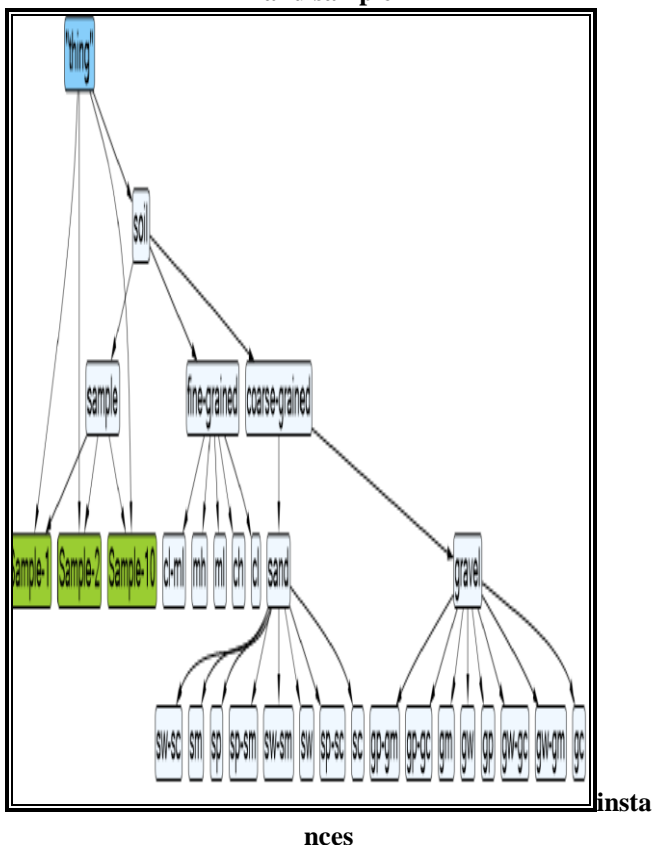 "thing"
soil
sample fine-grained coarse-grained
Sample-1 Sample-2 Sample-10 cl-ml mh ml ch cl sand gravel
sw-sc sm sp sp-sm sw-sm sw sp-sc sc gp-gm gp-gc gm gw gp gw-gc gw-gm gc
insta
nces